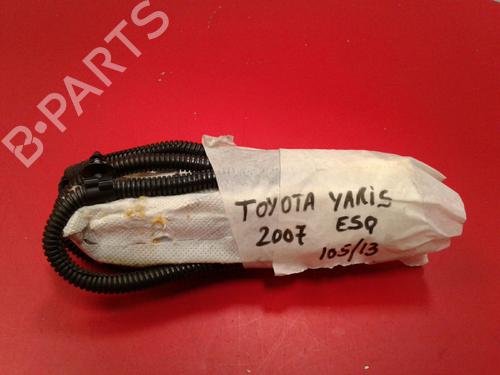 B-PARTS
TOYOTA YARIS
2007 ESQ
105/13